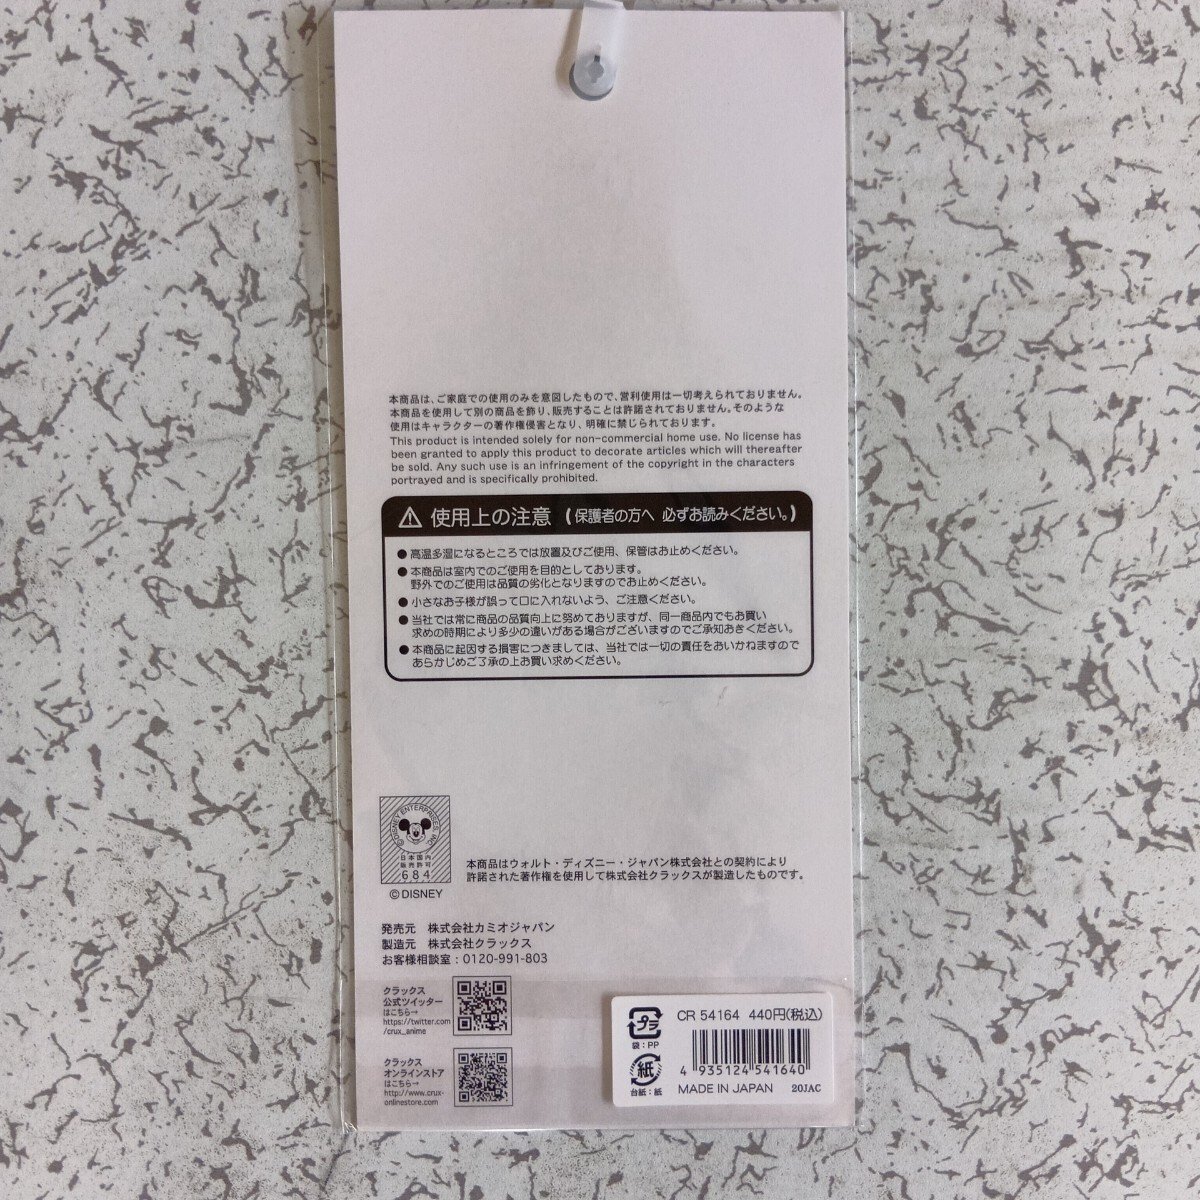 本商品は、ご家庭での使用のみを意図したもので、営利使用は一切考えられておりません。
本商品を使用して別の商品を飾り、販売することは許諾されておりません。そのような
使用はキャラクターの著作権侵害となり、明確に禁じられております。
This product is intended solely for non-commercial home use. No license has
been granted to apply this product to decorate articles which will thereafter
be sold. Any such use is an infringement of the copyright in the characters
portrayed and is specifically prohibited.
使用上の注意 (保護者の方へ 必ずお読みください。)
●高温多湿になるところでは放置及びご使用、保管はお止めください。
●本商品は室内でのご使用を目的としております。
野外でのご使用は品質の劣化となりますのでお止めください。
●小さなお子様が誤って口に入れないよう、ご注意ください。
●当社では常に商品の品質向上に努めておりますが、同一商品内でもお買い
求めの時期により多少の違いがある場合がございますのでご承知おきください。
●本商品に起因する損害につきましては、当社では一切の責任をおいかねますので
あらかじめご了承の上お買い求めください。
©DISNEY ENTERPRISES, INC.
日本国内
販売許可
684
©DISNEY
本商品はウォルト・ディズニー・ジャパン株式会社との契約により
許諾された著作権を使用して株式会社クラックスが製造したものです。
発売元 株式会社カミオジャパン
製造元 株式会社クラックス
お客様相談室:0120-991-803
クラックス
公式ツイッター
はこちら→
https://twitter.com
/crux_anime
クラックス
オンラインストア
はこちら→
http://www.crux-
onlinestore.com
プラ
袋:PP
紙
台紙:紙
CR 54164 440円(税込)
4 935124 541640
MADE IN JAPAN 20JAC